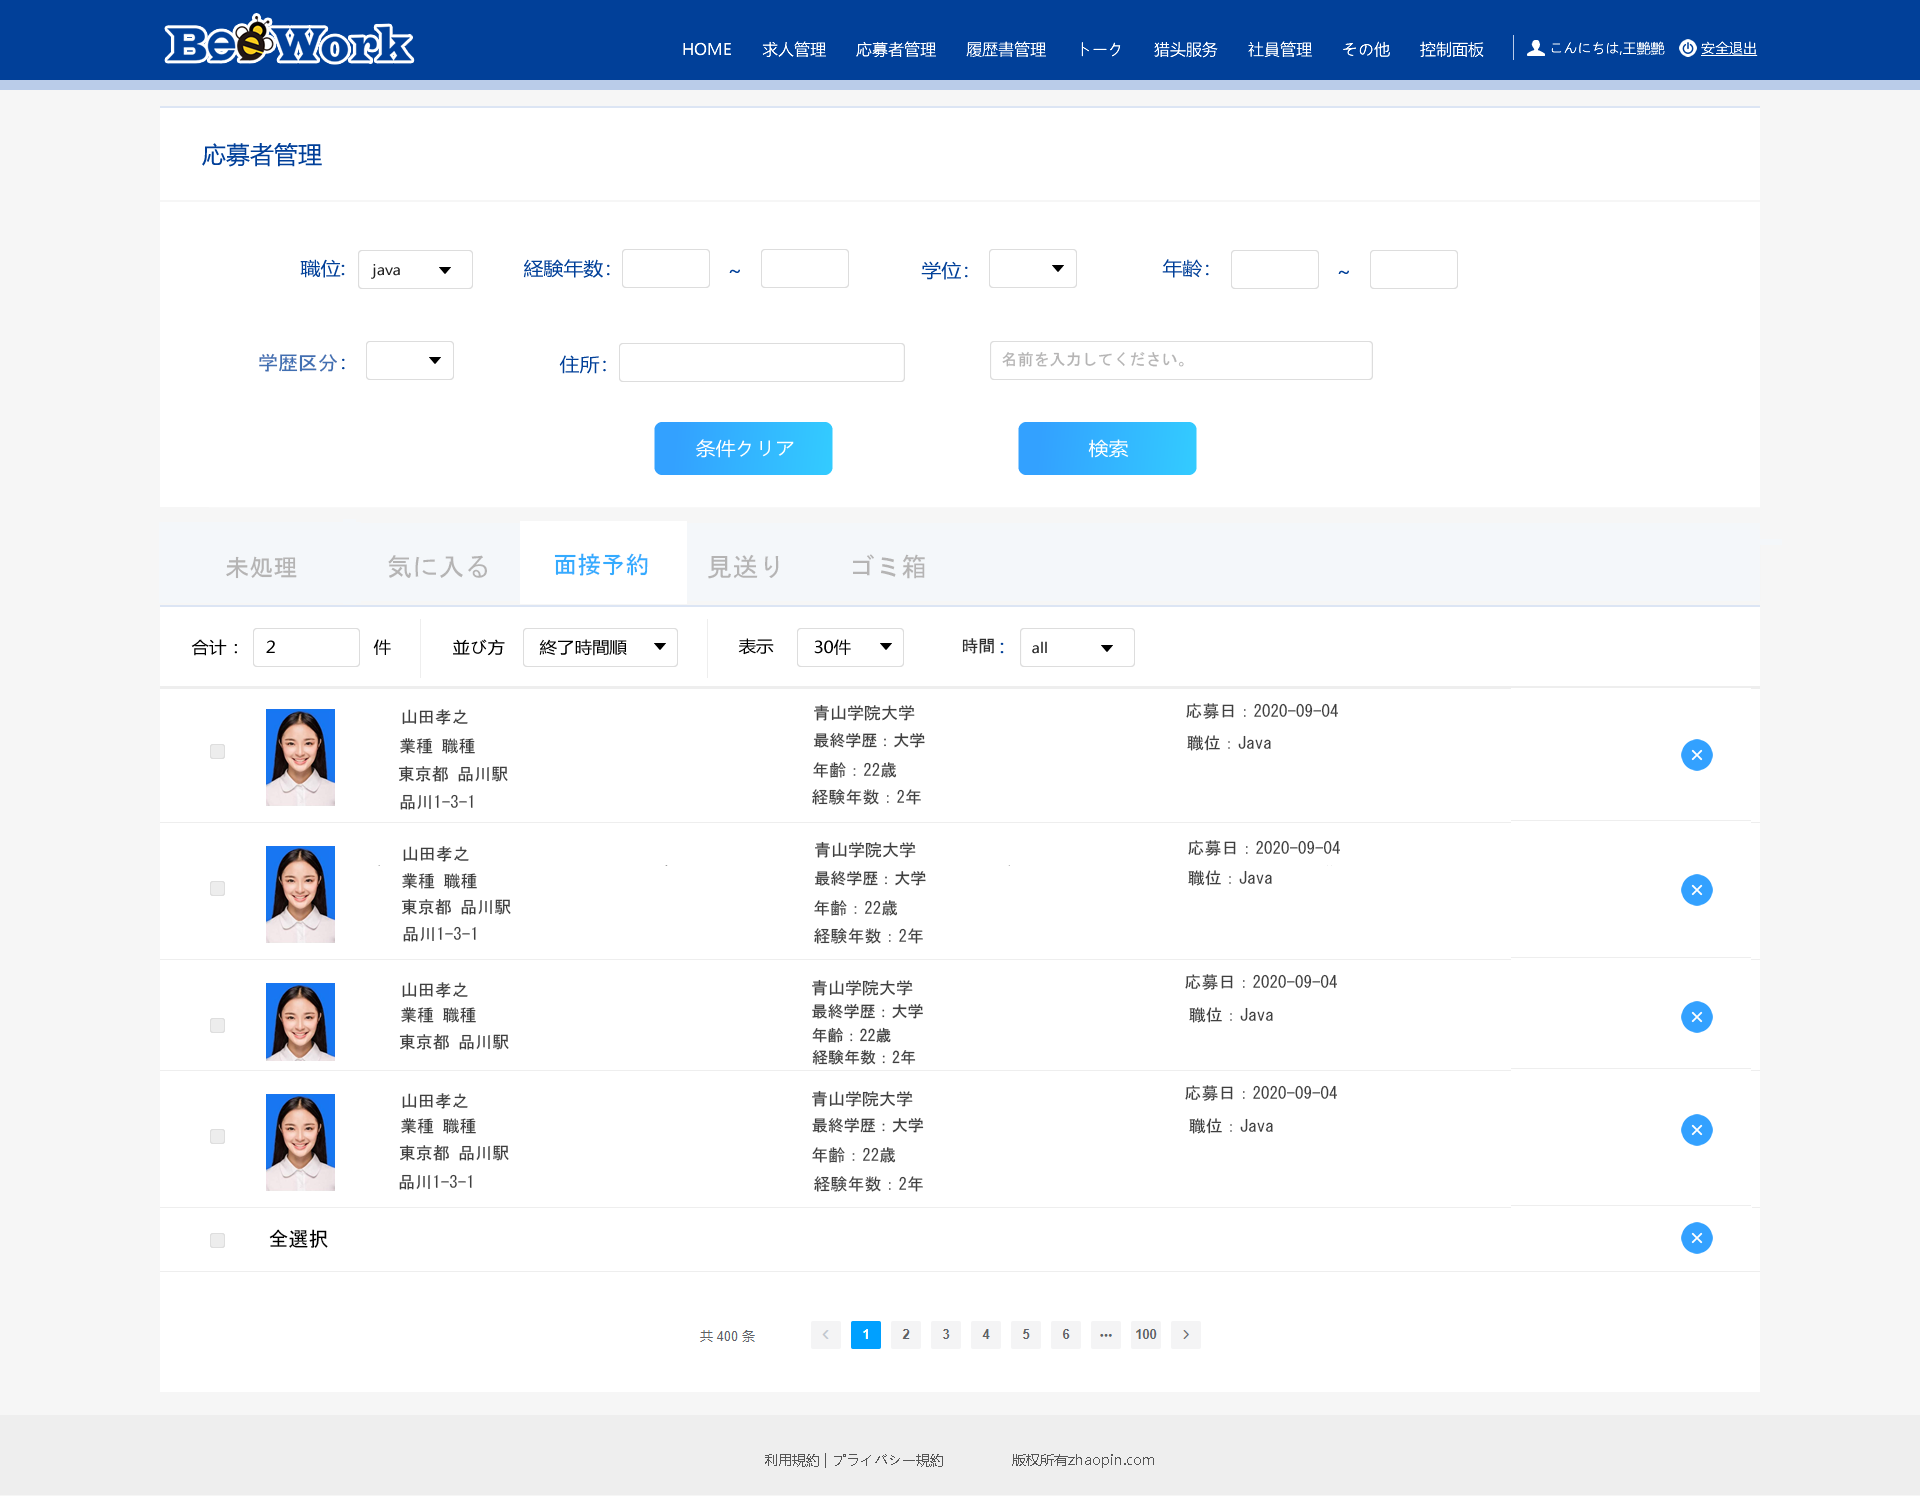 BeeWork
HOME 求人管理 応募者管理 履歴書管理 トーク 猎头服务 社員管理 その他 控制面板 こんにちは,王艷艷 安全退出
応募者管理
職位: java 経験年数: ~ 学位: 年齢: ~
学歴区分: 住所: 名前を入力してください。
条件クリア 検索
未処理 気に入る 面接予約 見送り ゴミ箱
合计: 2 件 並び方 終了時間順 表示 30件 時間: all
山田孝之
業種 職種
東京都 品川駅
品川1-3-1
青山学院大学
最終学歴：大学
年齢：22歳
経験年数：2年
応募日：2020-09-04
職位：Java
山田孝之
業種 職種
東京都 品川駅
品川1-3-1
青山学院大学
最終学歴：大学
年齢：22歳
経験年数：2年
応募日：2020-09-04
職位：Java
山田孝之
業種 職種
東京都 品川駅
青山学院大学
最終学歴：大学
年齢：22歳
経験年数：2年
応募日：2020-09-04
職位：Java
山田孝之
業種 職種
東京都 品川駅
品川1-3-1
青山学院大学
最終学歴：大学
年齢：22歳
経験年数：2年
応募日：2020-09-04
職位：Java
全選択
共 400 条 < 1 2 3 4 5 6 ••• 100 >
利用規約 | プライバシー規約 版权所有zhaopin.com